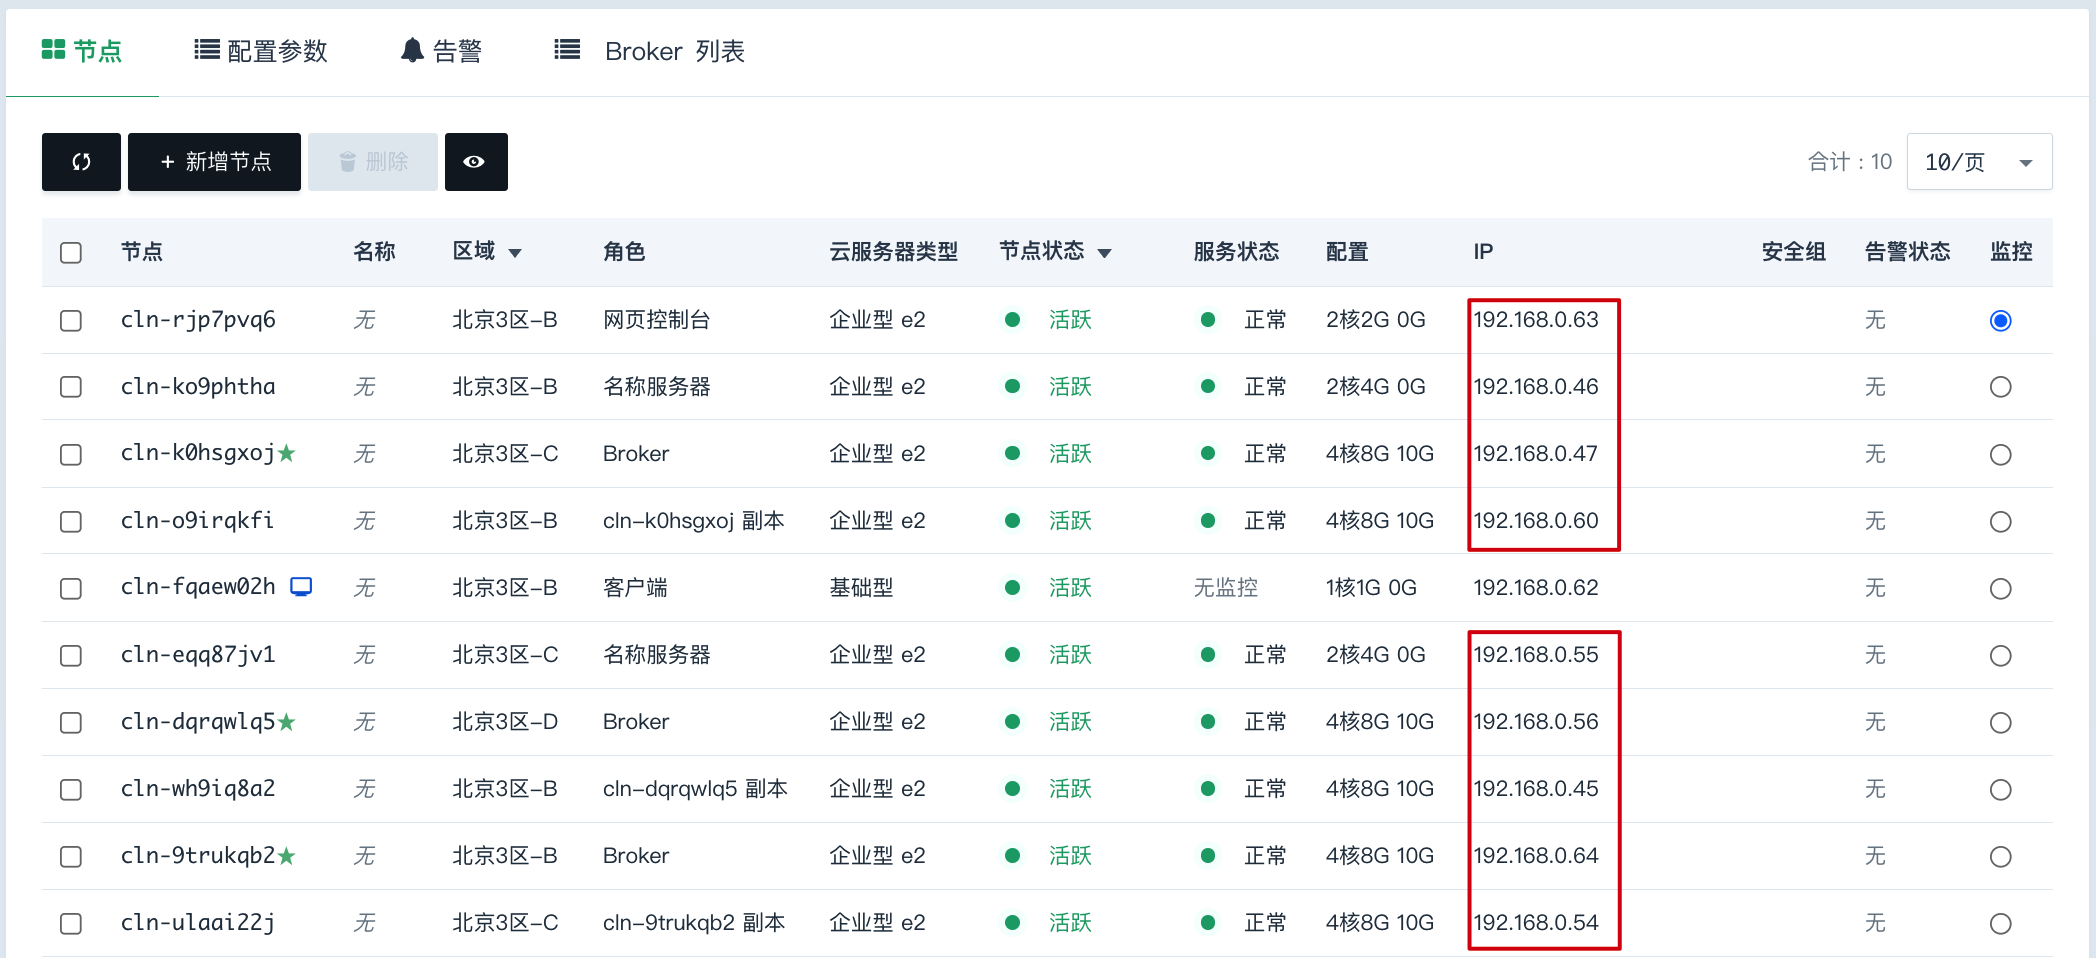 节点 配置参数 告警 Broker 列表
+ 新增节点 删除 合计：10 10/页
节点 名称 区域 角色 云服务器类型 节点状态 服务状态 配置 IP 安全组 告警状态 监控
cln-rjp7pvq6 无 北京3区-B 网页控制台 企业型 e2 活跃 正常 2核2G 0G 192.168.0.63 无
cln-ko9phtha 无 北京3区-B 名称服务器 企业型 e2 活跃 正常 2核4G 0G 192.168.0.46 无
cln-k0hsgxoj 无 北京3区-C Broker 企业型 e2 活跃 正常 4核8G 10G 192.168.0.47 无
cln-o9irqkfi 无 北京3区-B cln-k0hsgxoj 副本 企业型 e2 活跃 正常 4核8G 10G 192.168.0.60 无
cln-fqaew02h 无 北京3区-B 客户端 基础型 活跃 无监控 1核1G 0G 192.168.0.62 无
cln-eqq87jv1 无 北京3区-C 名称服务器 企业型 e2 活跃 正常 2核4G 0G 192.168.0.55 无
cln-dqrqwlq5 无 北京3区-D Broker 企业型 e2 活跃 正常 4核8G 10G 192.168.0.56 无
cln-wh9iq8a2 无 北京3区-B cln-dqrqwlq5 副本 企业型 e2 活跃 正常 4核8G 10G 192.168.0.45 无
cln-9trukqb2 无 北京3区-B Broker 企业型 e2 活跃 正常 4核8G 10G 192.168.0.64 无
cln-ulaai22j 无 北京3区-C cln-9trukqb2 副本 企业型 e2 活跃 正常 4核8G 10G 192.168.0.54 无